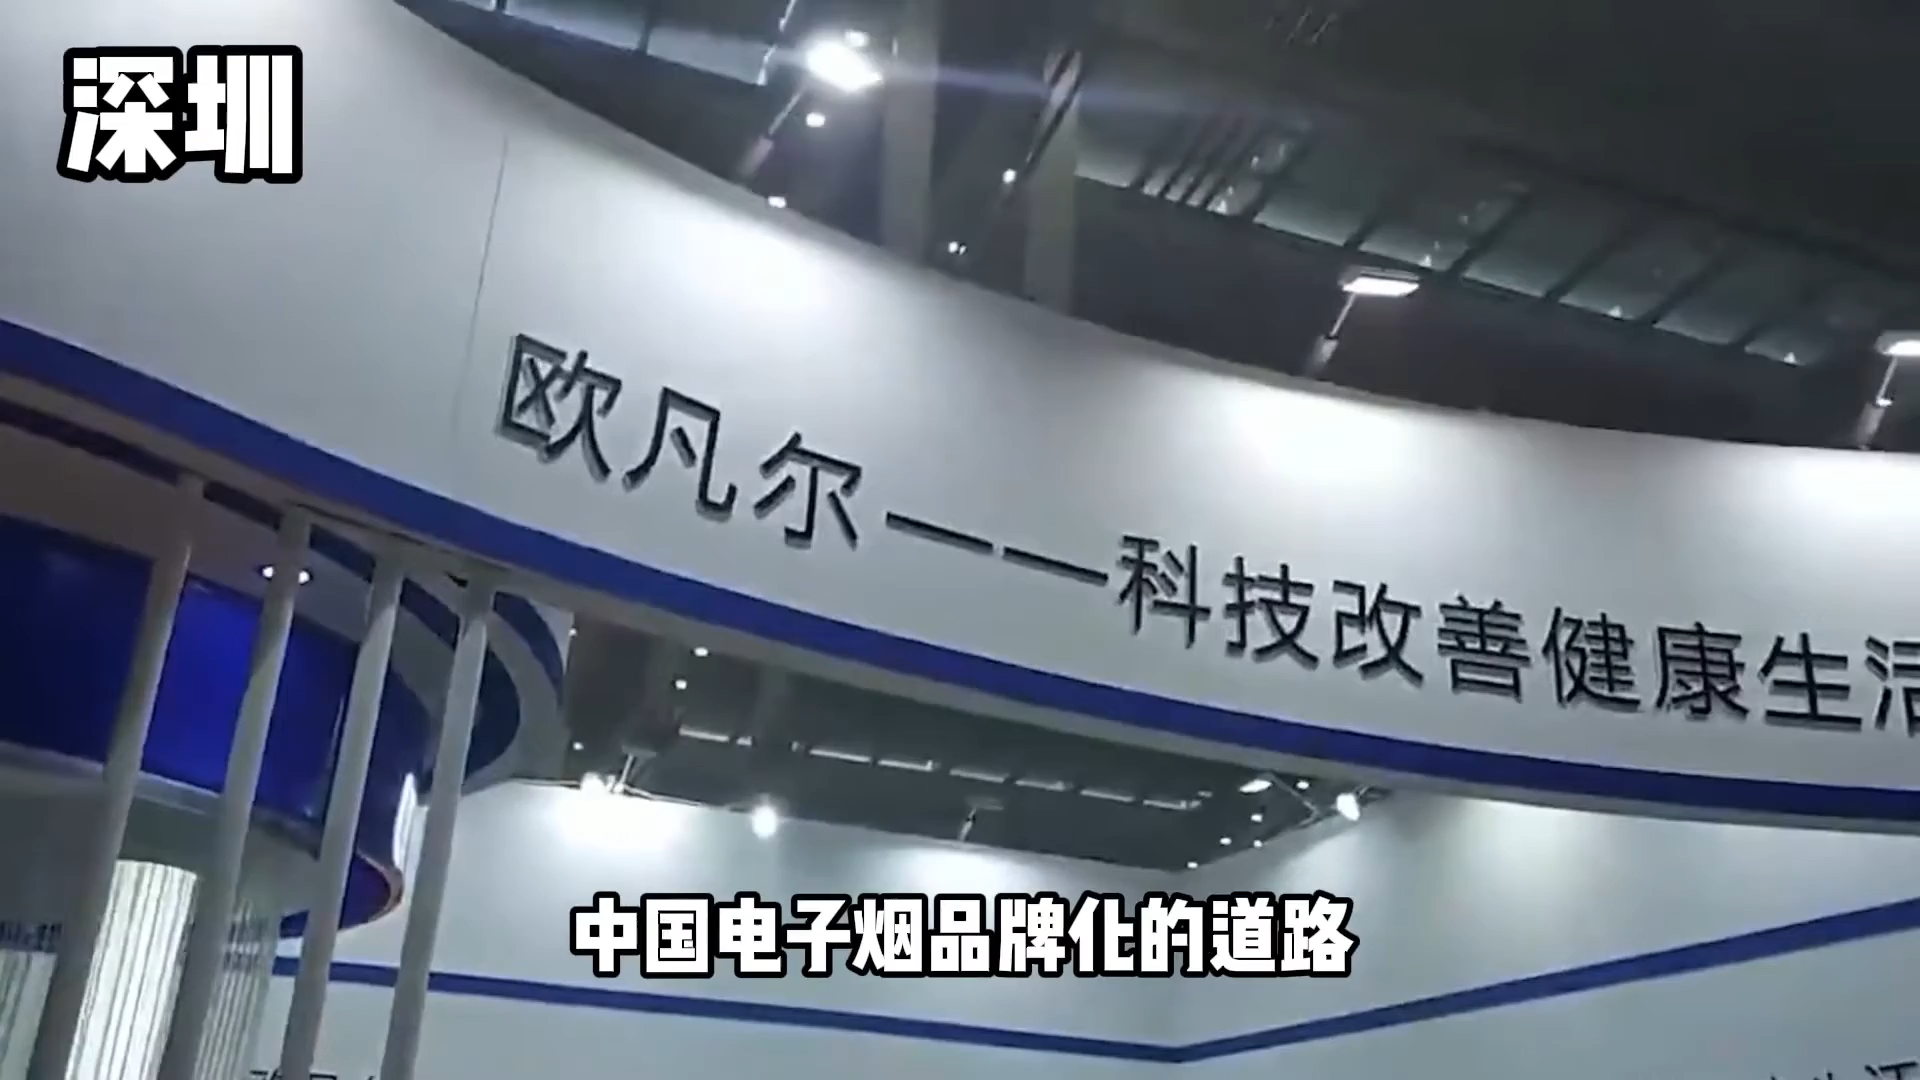 深圳
欧凡尔——科技改善健康生活
中国电子烟品牌化的道路